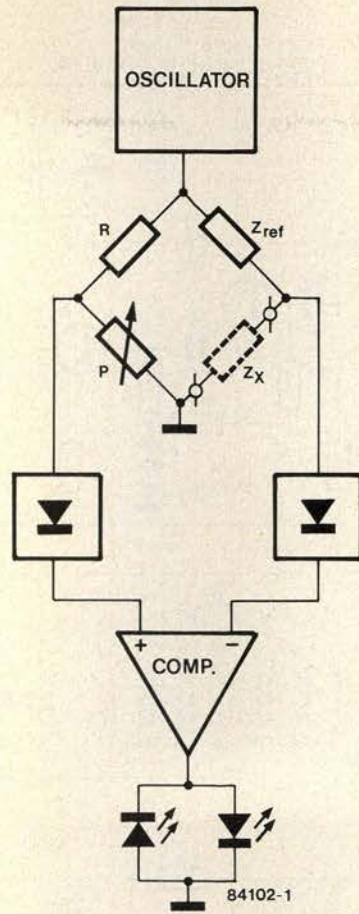 OSCILLATOR
R
Zref
P
Zx
+
−
COMP.
84102-1